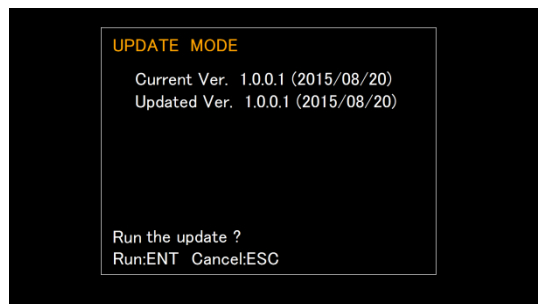 UPDATE MODE
Current Ver. 1.0.0.1 (2015/08/20)
Updated Ver. 1.0.0.1 (2015/08/20)
Run the update ?
Run:ENT Cancel:ESC